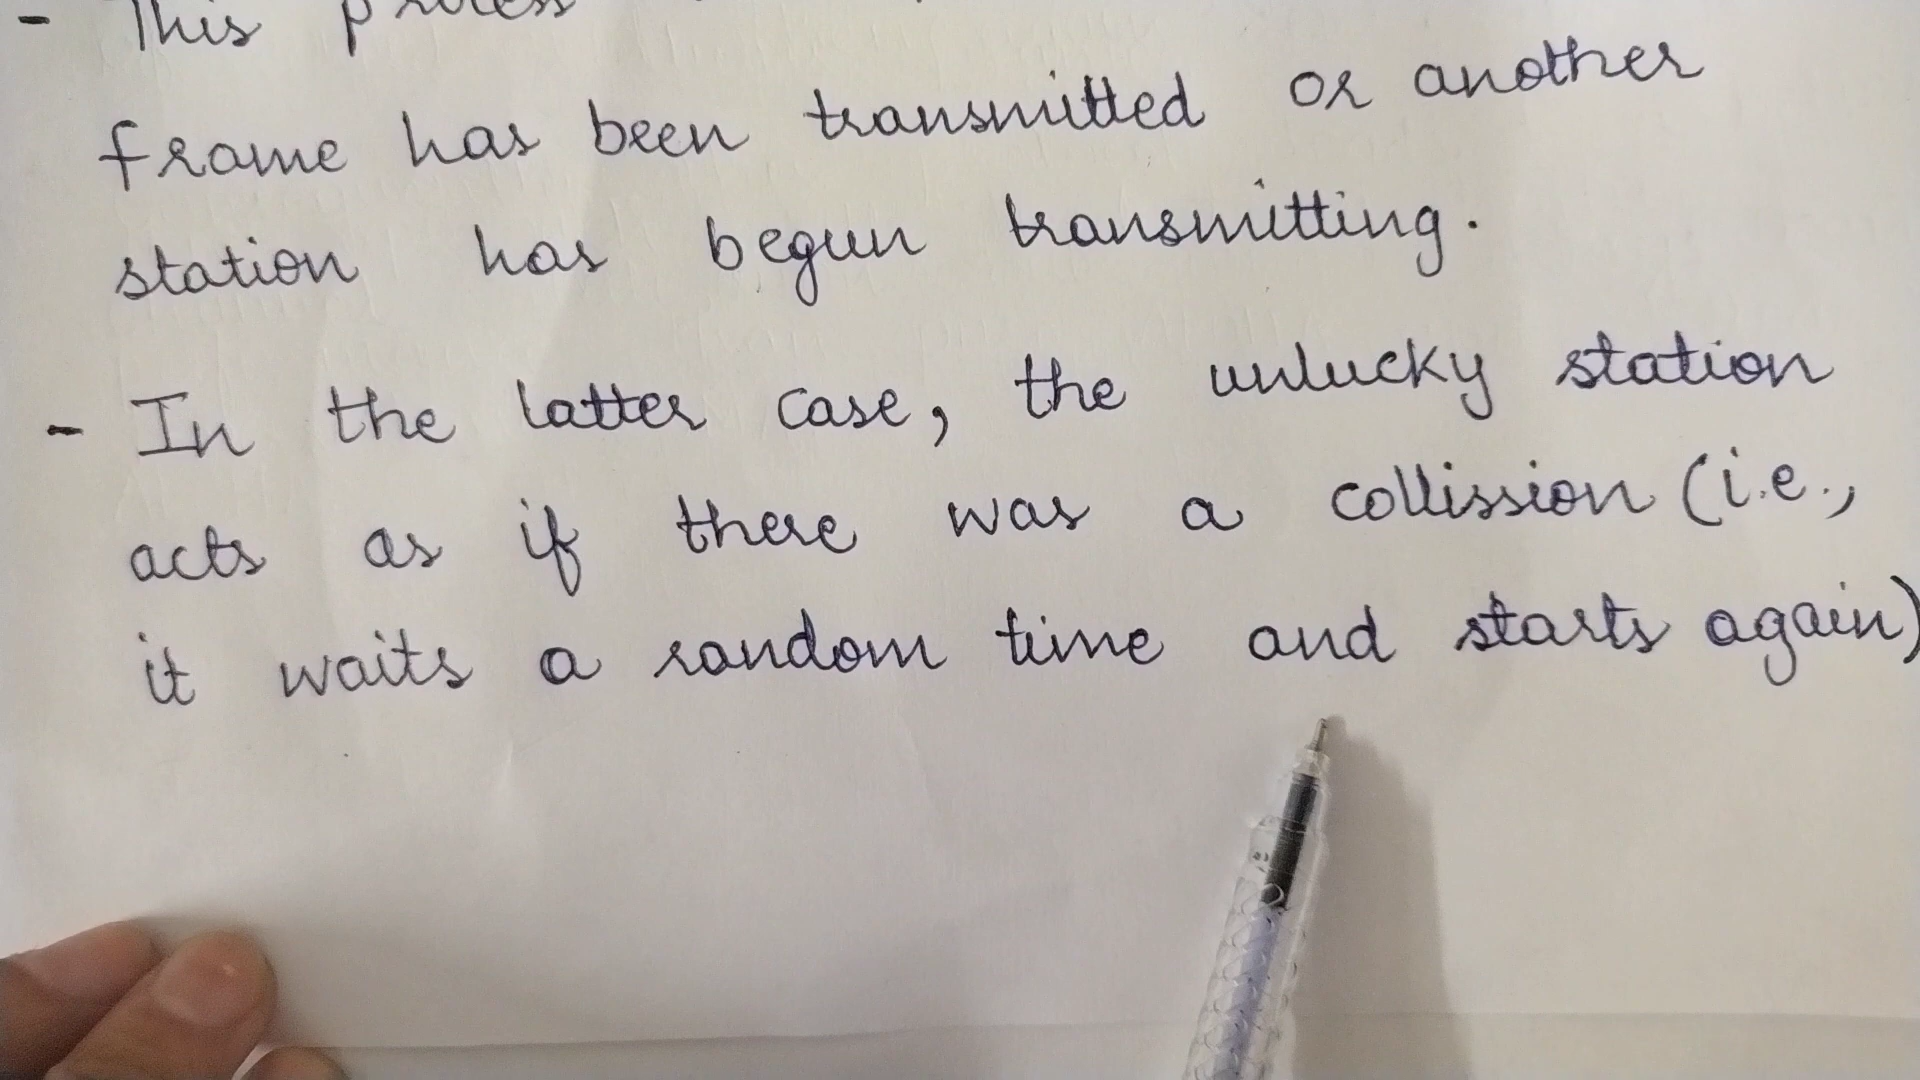 - This process
frame has been transmitted or another
station has begun transmitting.
- In the latter case, the unlucky station
acts as if there was a collission (i.e.,
it waits a random time and starts again)